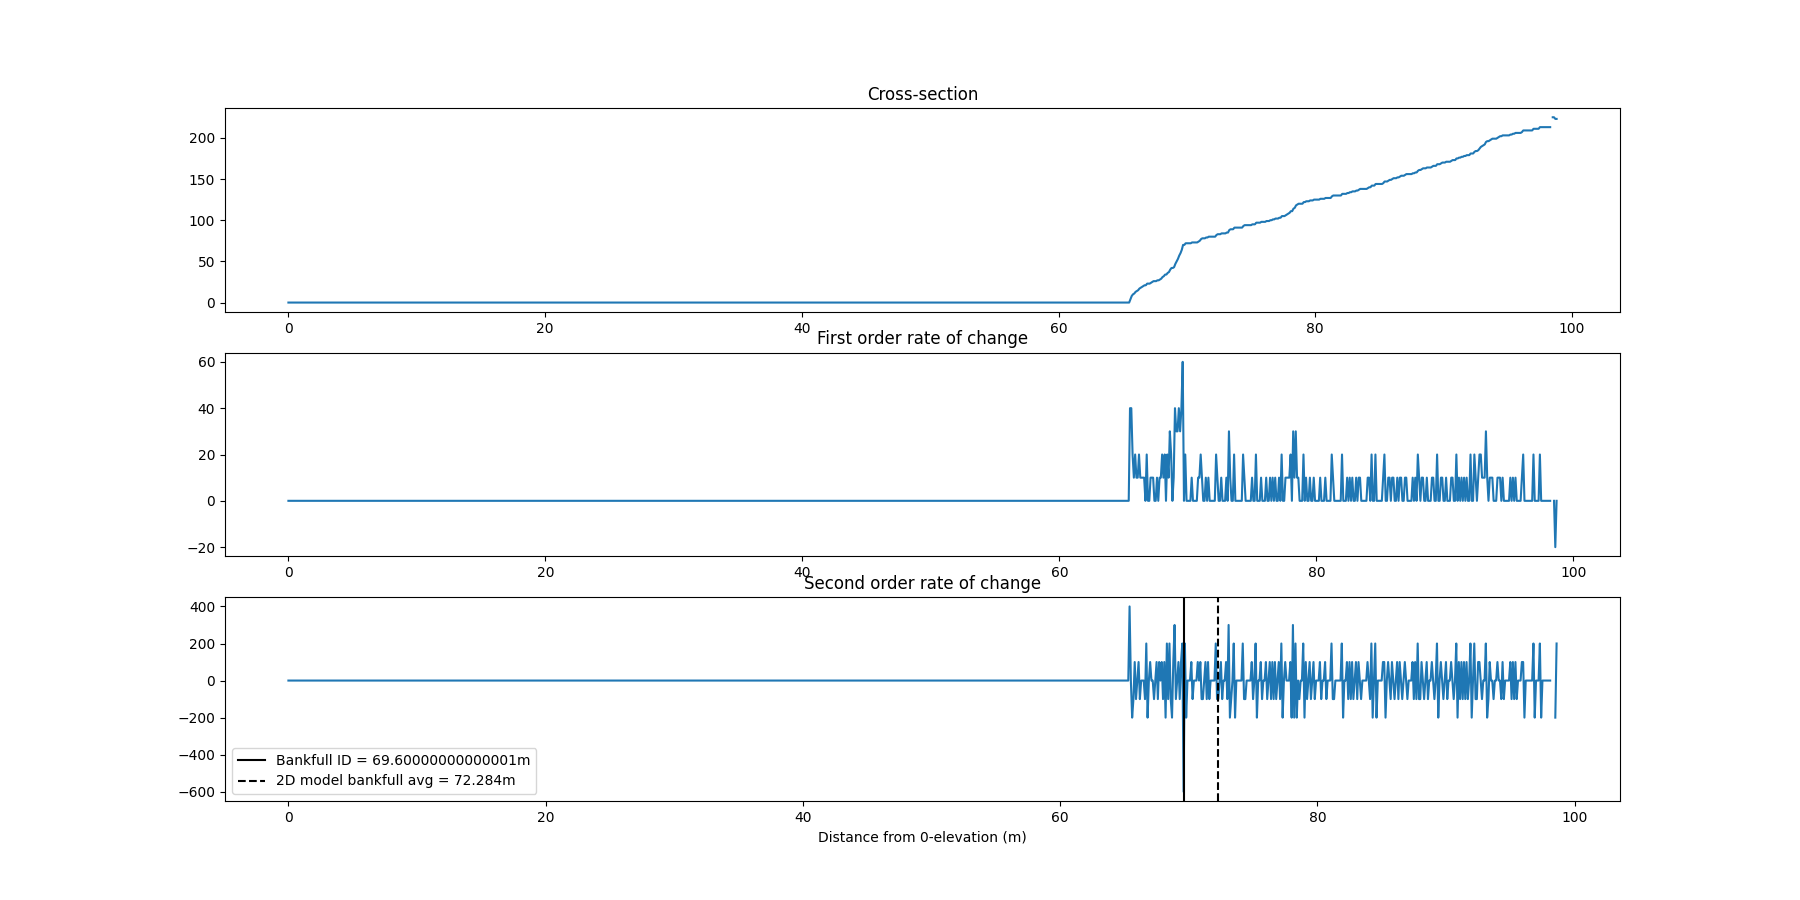 Cross-section
200
150
100
50
0
0 20 40 60 80 100
First order rate of change
60
40
20
0
−20
0 20 40 60 80 100
Second order rate of change
400
200
0
−200
−400
−600
Bankfull ID = 69.60000000000001m
2D model bankfull avg = 72.284m
0 20 40 60 80 100
Distance from 0-elevation (m)